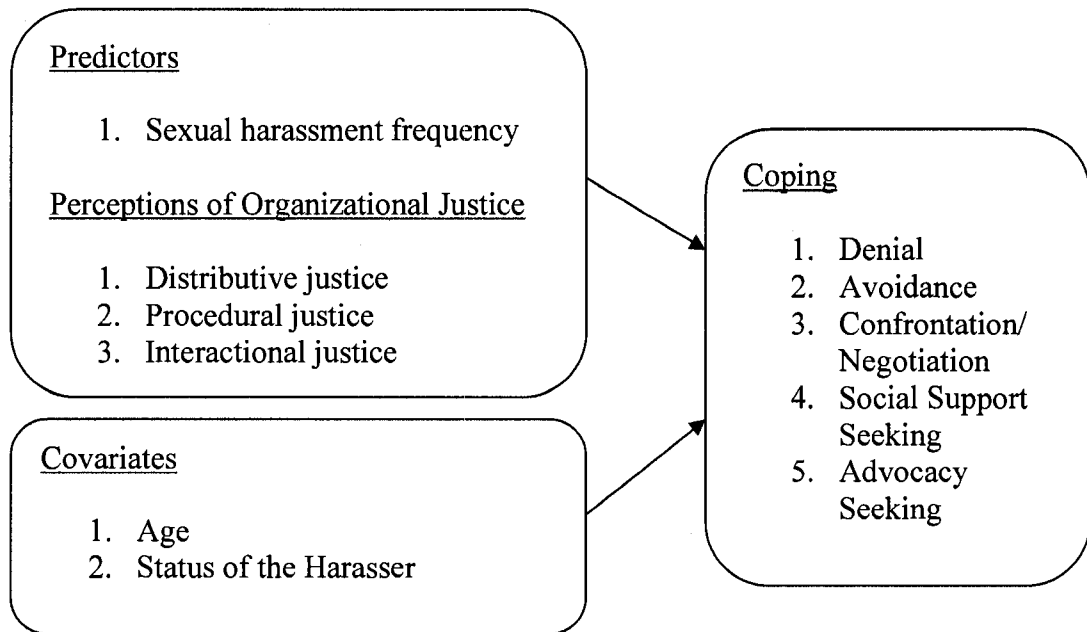 Predictors
1. Sexual harassment frequency
Perceptions of Organizational Justice
1. Distributive justice
2. Procedural justice
3. Interactional justice
Covariates
1. Age
2. Status of the Harasser
Coping
1. Denial
2. Avoidance
3. Confrontation/
Negotiation
4. Social Support
Seeking
5. Advocacy
Seeking